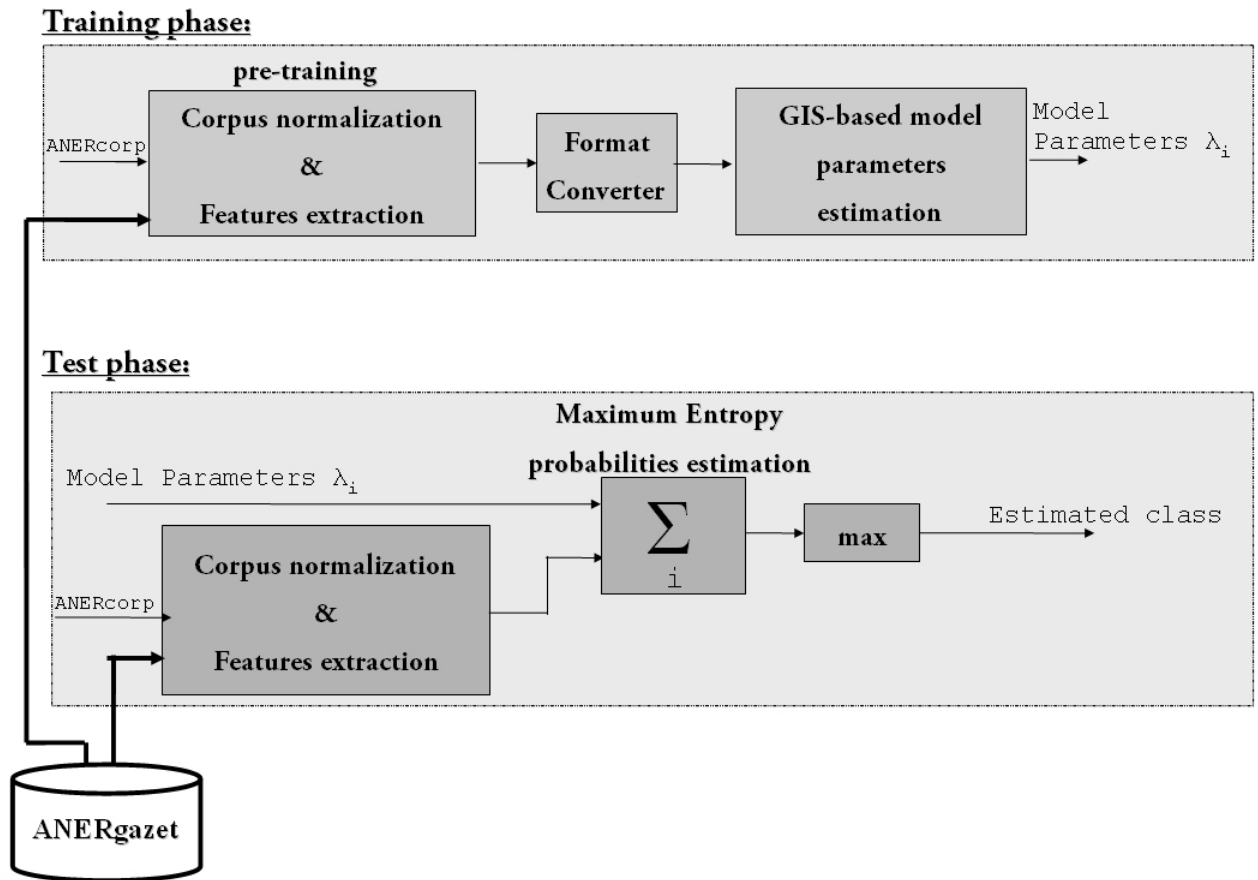 Training phase:
pre-training
ANERcorp
Corpus normalization
&
Features extraction
Format
Converter
GIS-based model
parameters
estimation
Model
Parameters λi
Test phase:
Maximum Entropy
probabilities estimation
Model Parameters λi
ANERcorp
Corpus normalization
&
Features extraction
∑
i
max
Estimated class
ANERgazet